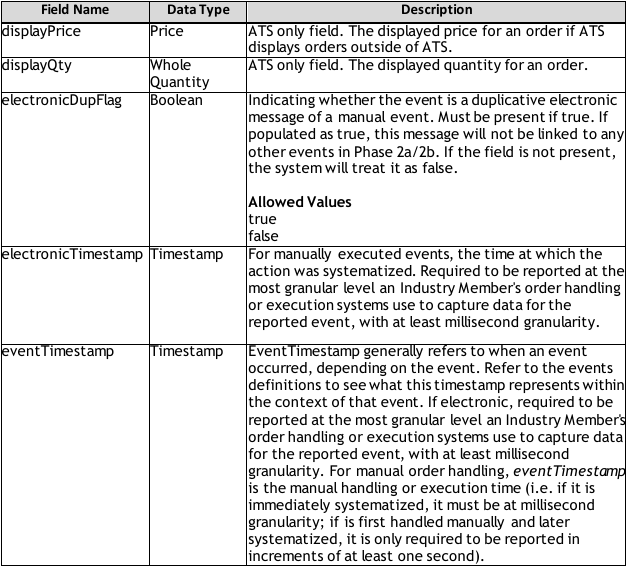 Field Name Data Type Description
displayPrice Price ATS only field. The displayed price for an order if ATS
displays orders outside of ATS.
displayQty Whole ATS only field. The displayed quantity for an order.
Quantity
electronicDupFlag Boolean Indicating whether the event is a duplicative electronic
message of a manual event. Must be present if true. If
populated as true, this message will not be linked to any
other events in Phase 2a/2b. If the field is not present,
the system will treat it as false.
Allowed Values
true
false
electronicTimestamp Timestamp For manually executed events, the time at which the
action was systematized. Required to be reported at the
most granular level an Industry Member's order handling
or execution systems use to capture data for the
reported event, with at least millisecond granularity.
eventTimestamp Timestamp EventTimestamp generally refers to when an event
occurred, depending on the event. Refer to the events
definitions to see what this timestamp represents within
the context of that event. If electronic, required to be
reported at the most granular level an Industry Member's
order handling or execution systems use to capture data
for the reported event, with at least millisecond
granularity. For manual order handling, eventTimestamp
is the manual handling or execution time (i.e. if it is
immediately systematized, it must be at millisecond
granularity; if is first handled manually and later
systematized, it is only required to be reported in
increments of at least one second).